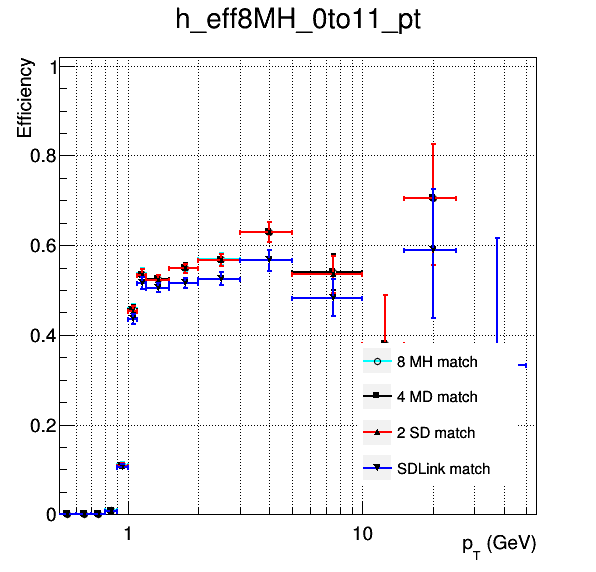 h_eff8MH_0to11_pt
Efficiency
1
0.8
0.6
0.4
0.2
0
8 MH match
4 MD match
2 SD match
SDLink match
1
10
p_T (GeV)